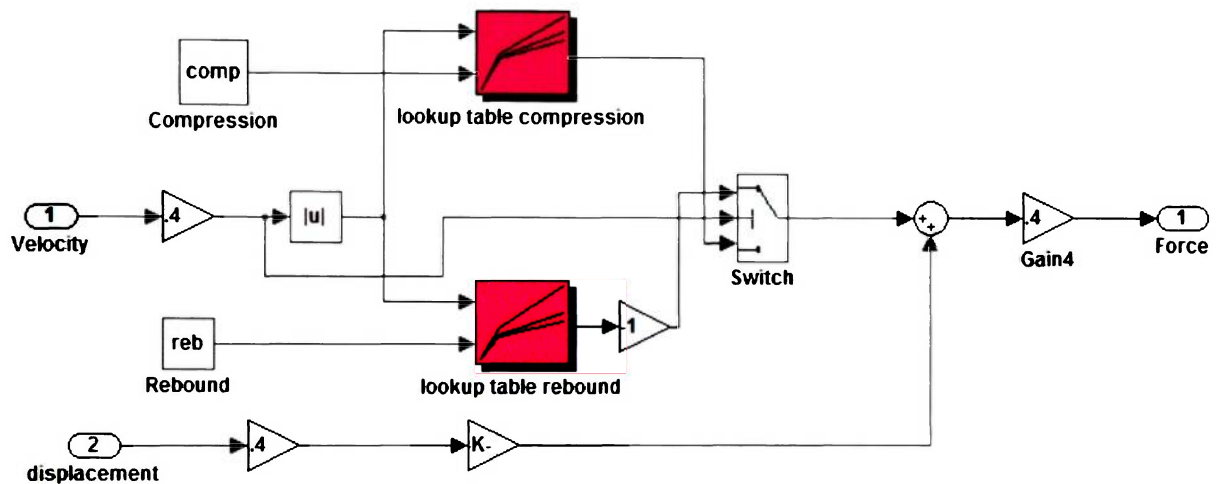 comp
Compression
lookup table compression
1
Velocity
.4
|u|
Switch
+
+
.4
Gain4
1
Force
reb
Rebound
lookup table rebound
-1
2
displacement
.4
K-